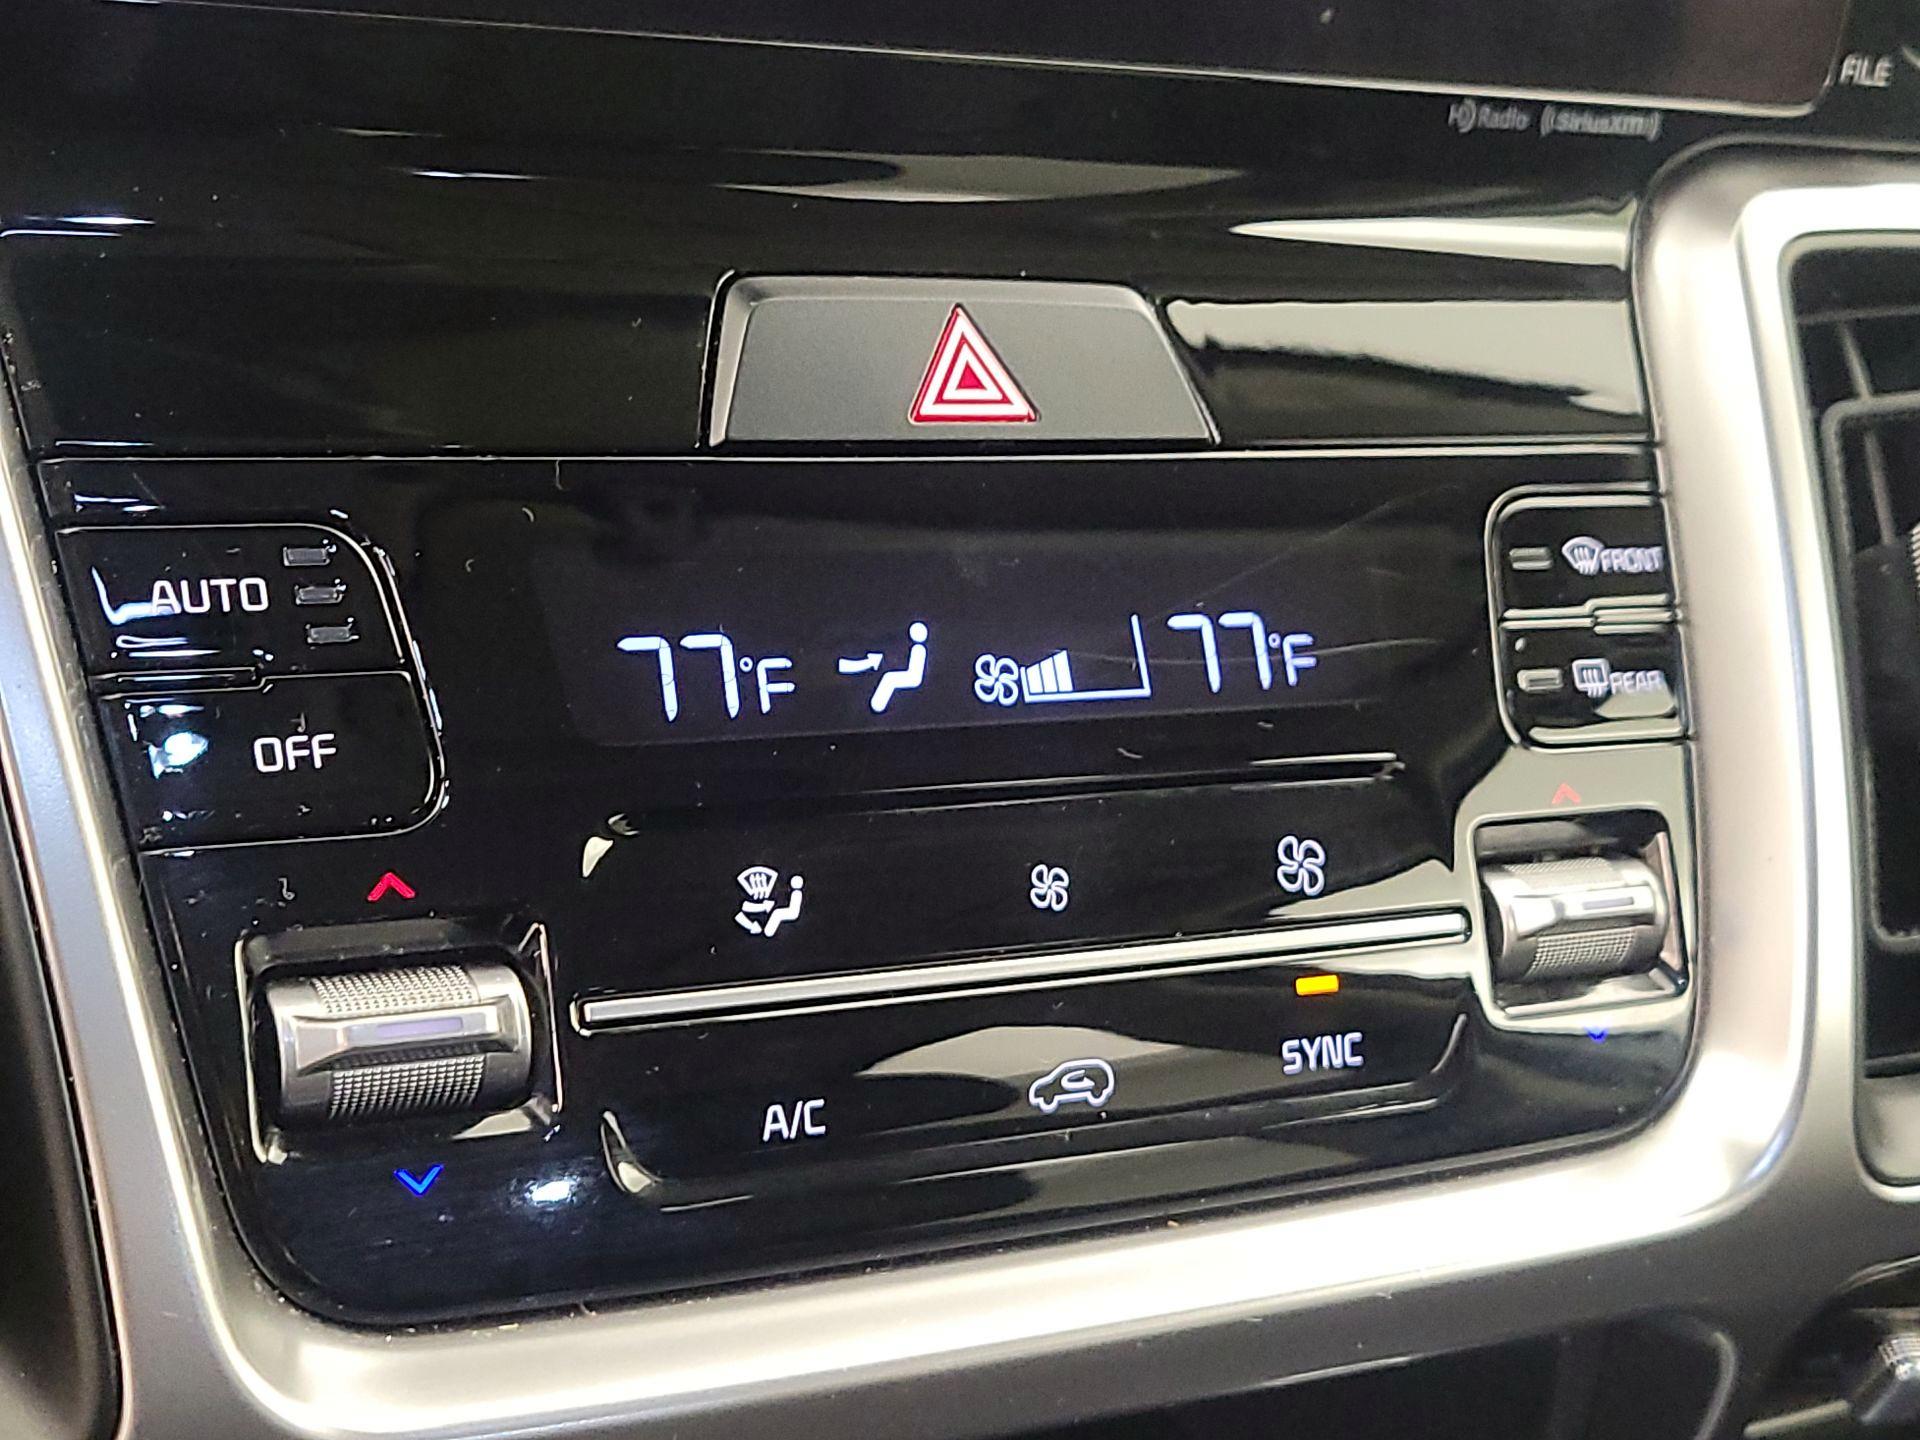 FILE
HD Radio ((SiriusXM))
FRONT
AUTO
77°F 77°F
REAR
OFF
SYNC
A/C